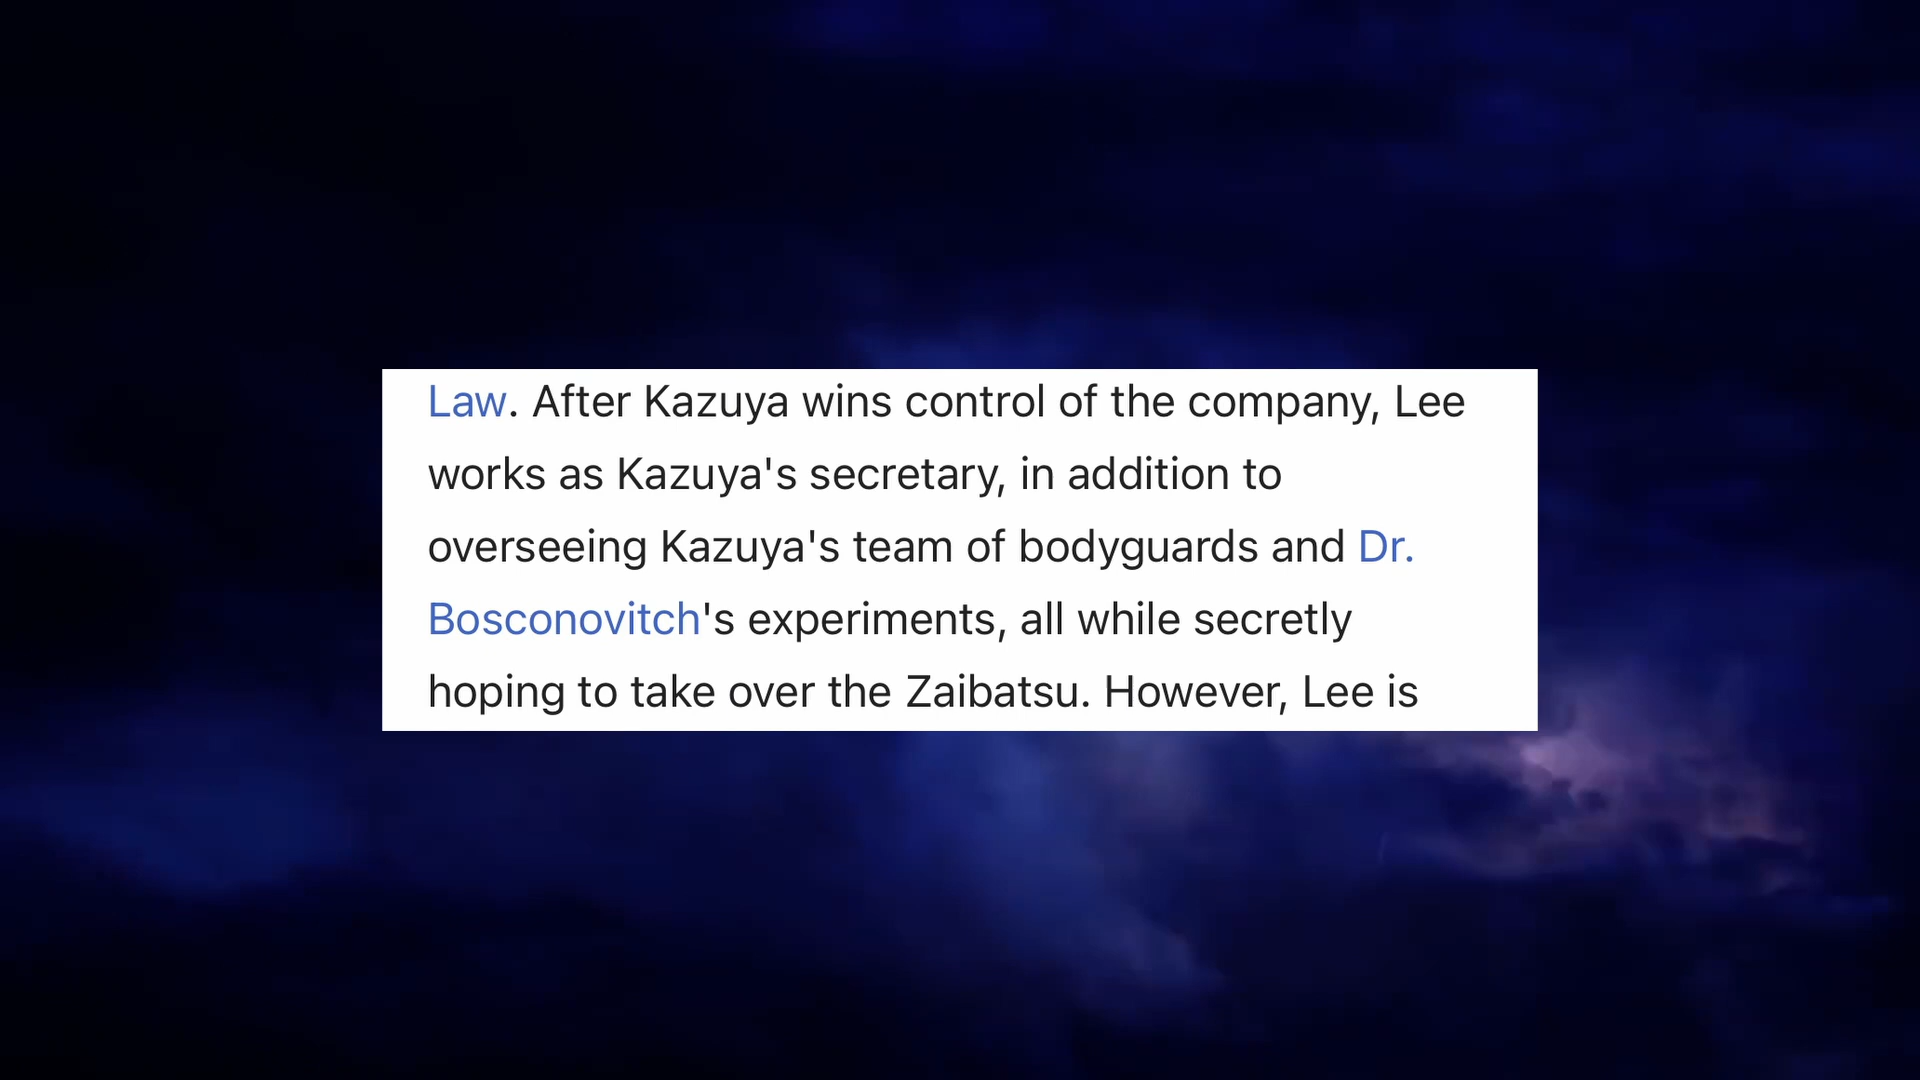 Law. After Kazuya wins control of the company, Lee
works as Kazuya's secretary, in addition to
overseeing Kazuya's team of bodyguards and Dr.
Bosconovitch's experiments, all while secretly
hoping to take over the Zaibatsu. However, Lee is